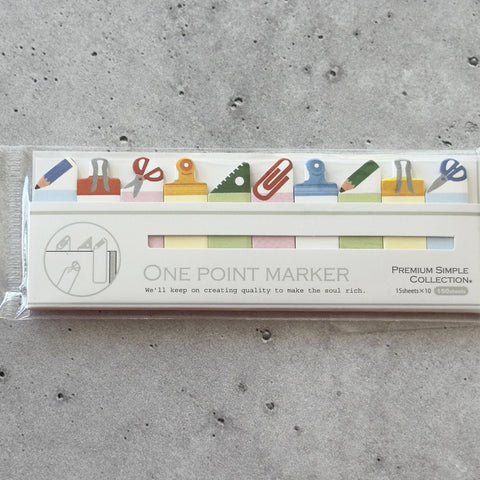 ONE POINT MARKER
We'll keep on creating quality to make the soul rich.
PREMIUM SIMPLE
COLLECTION®
15sheets×10 150sheets